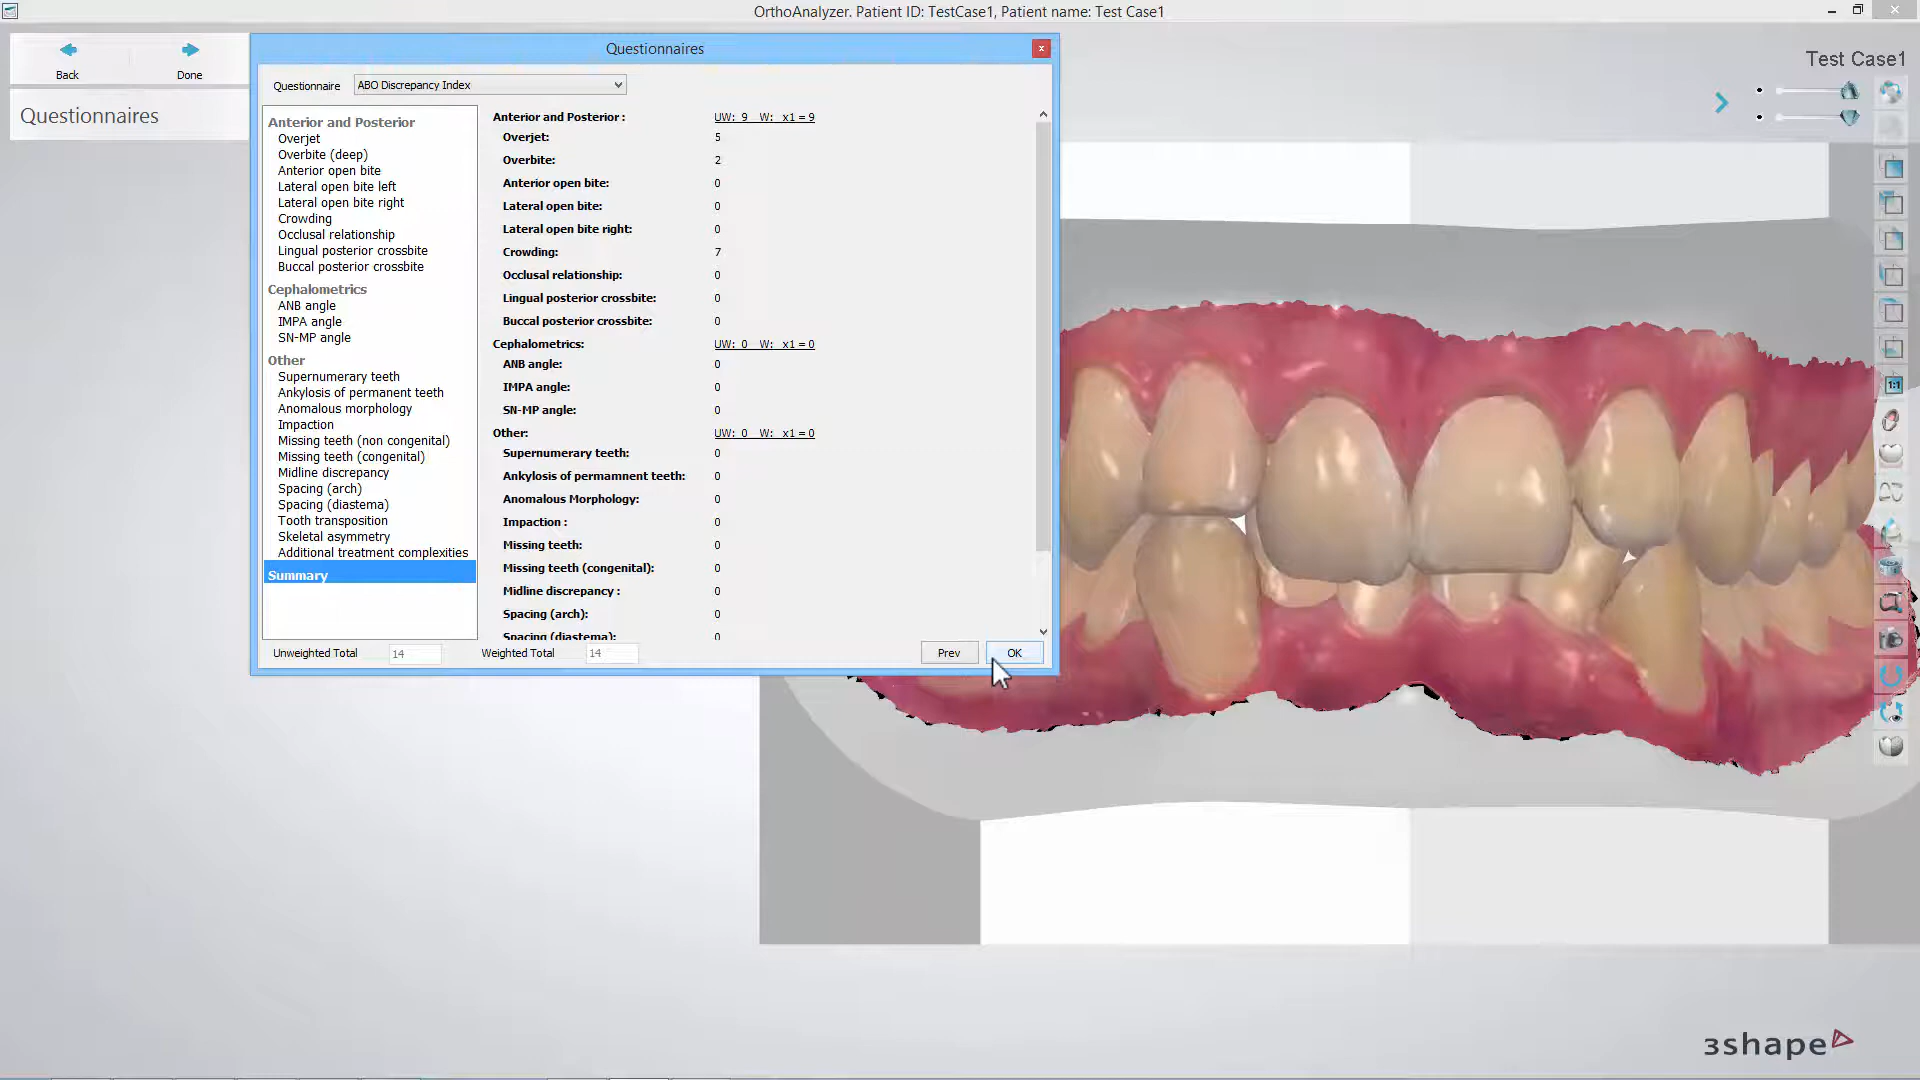 OrthoAnalyzer. Patient ID: TestCase1, Patient name: Test Case1
Back
Done
Questionnaires
Questionnaires
x
Questionnaire
ABO Discrepancy Index
Anterior and Posterior
Overjet
Overbite (deep)
Anterior open bite
Lateral open bite left
Lateral open bite right
Crowding
Occlusal relationship
Lingual posterior crossbite
Buccal posterior crossbite
Cephalometrics
ANB angle
IMPA angle
SN-MP angle
Other
Supernumerary teeth
Ankylosis of permanent teeth
Anomalous morphology
Impaction
Missing teeth (non congenital)
Missing teeth (congenital)
Midline discrepancy
Spacing (arch)
Spacing (diastema)
Tooth transposition
Skeletal asymmetry
Additional treatment complexities
Summary
Anterior and Posterior : UW: 9 W: x1 = 9
Overjet: 5
Overbite: 2
Anterior open bite: 0
Lateral open bite: 0
Lateral open bite right: 0
Crowding: 7
Occlusal relationship: 0
Lingual posterior crossbite: 0
Buccal posterior crossbite: 0
Cephalometrics: UW: 0 W: x1 = 0
ANB angle: 0
IMPA angle: 0
SN-MP angle: 0
Other: UW: 0 W: x1 = 0
Supernumerary teeth: 0
Ankylosis of permamnent teeth: 0
Anomalous Morphology: 0
Impaction : 0
Missing teeth: 0
Missing teeth (congenital): 0
Midline discrepancy : 0
Spacing (arch): 0
Spacing (diastema): 0
Unweighted Total 14
Weighted Total 14
Prev
OK
Test Case1
1:1
3shape